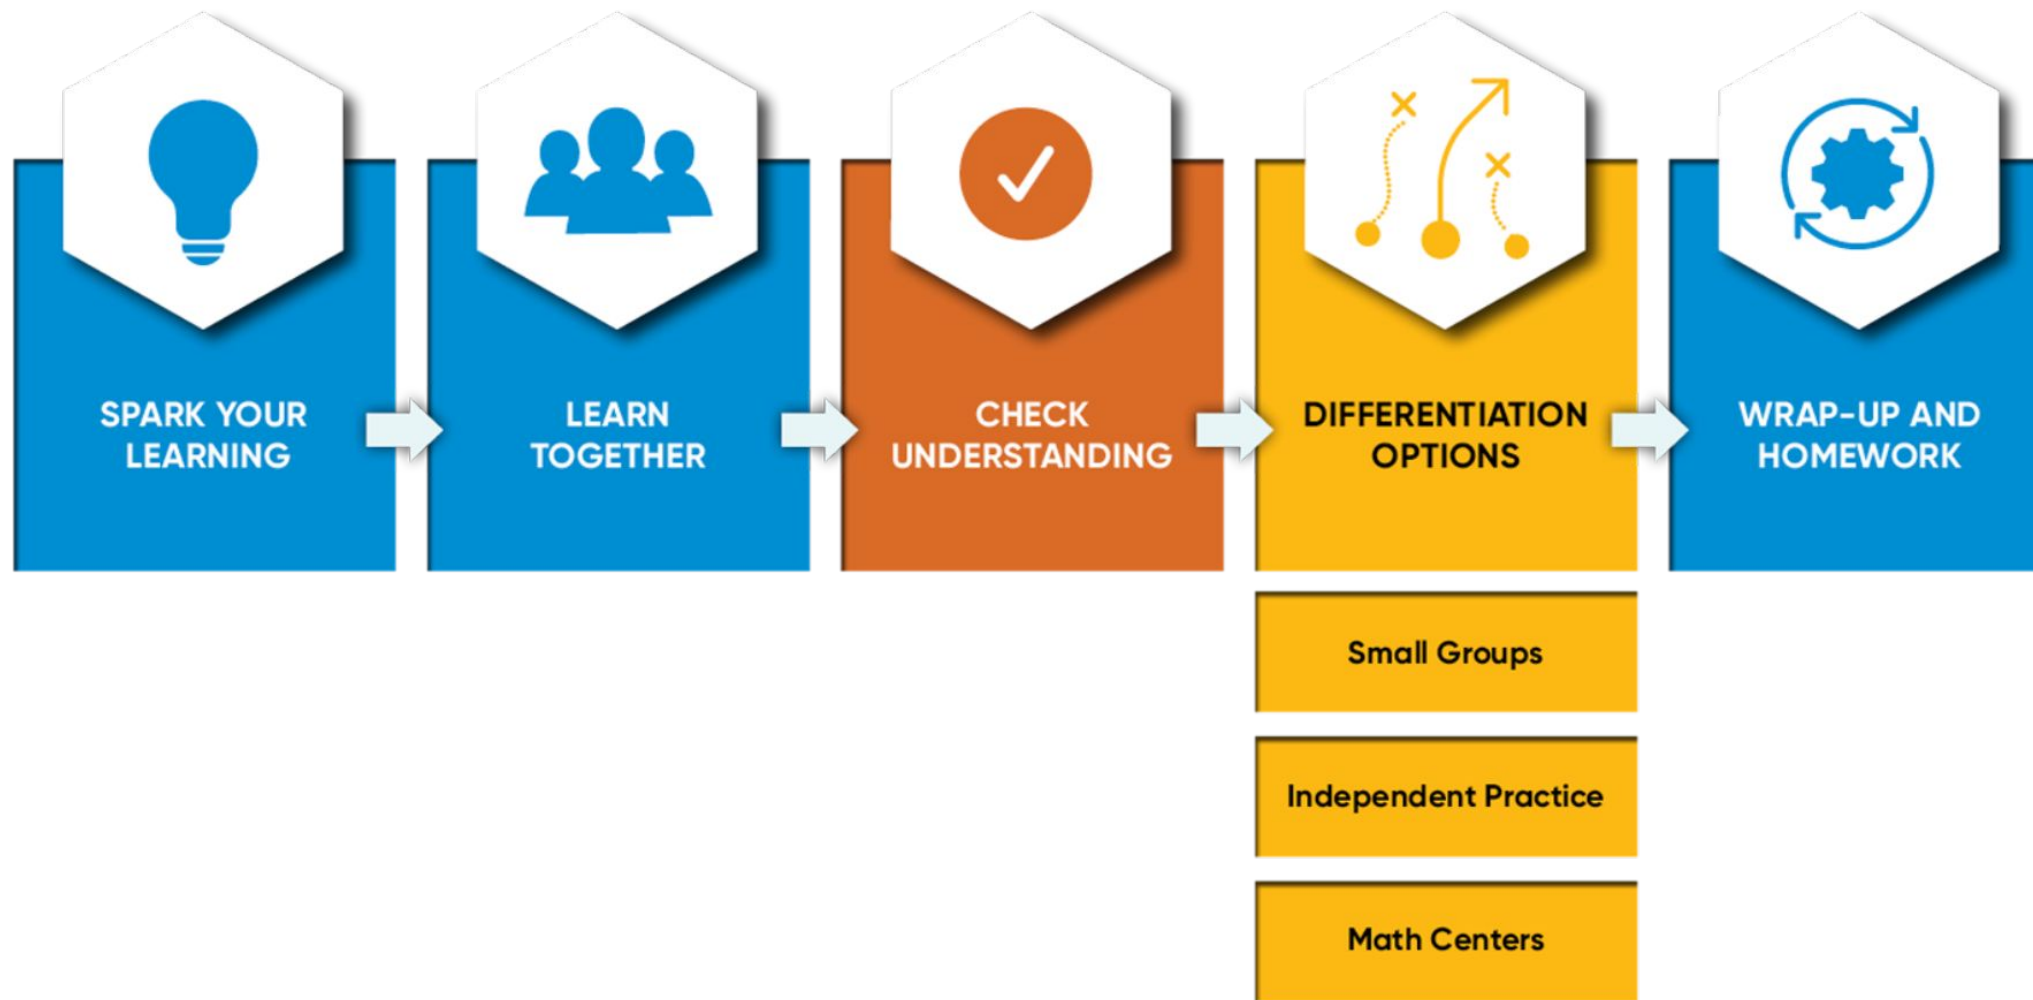 SPARK YOUR
LEARNING
LEARN
TOGETHER
CHECK
UNDERSTANDING
DIFFERENTIATION
OPTIONS
WRAP-UP AND
HOMEWORK
Small Groups
Independent Practice
Math Centers